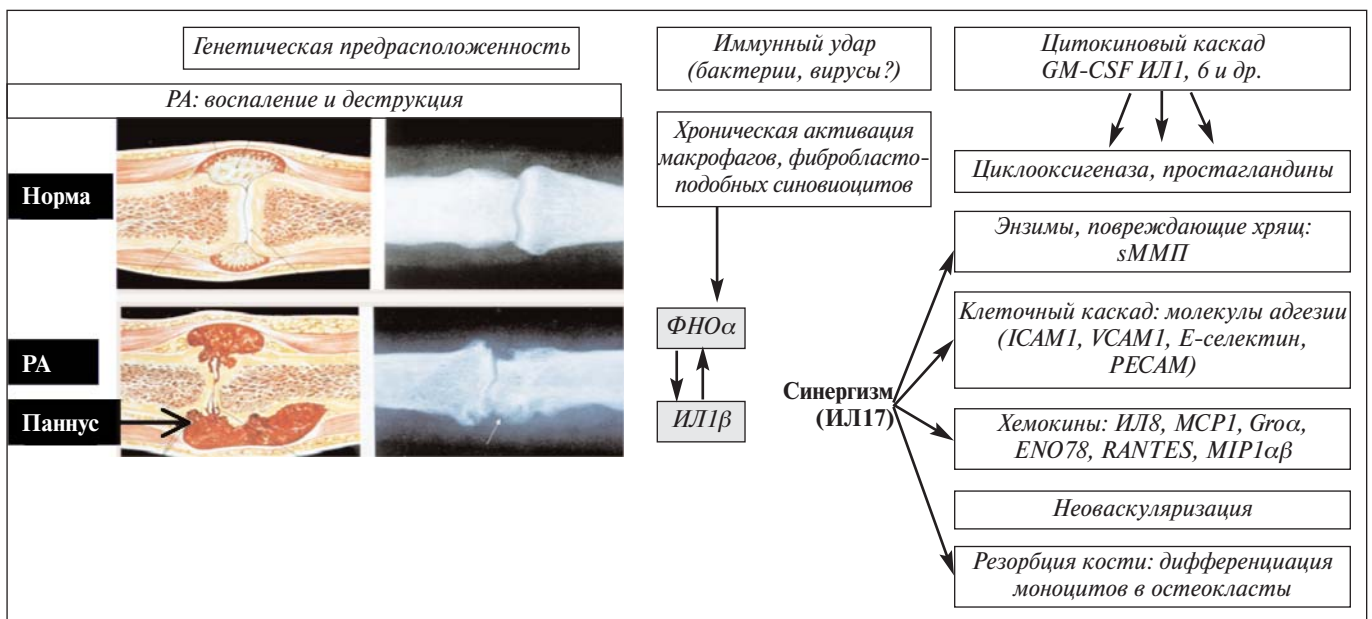 Генетическая предрасположенность
РА: воспаление и деструкция
Норма
РА
Паннус
Иммунный удар
(бактерии, вирусы?)
Хроническая активация
макрофагов, фибробласто-
подобных синовиоцитов
ФНОα
ИЛ1β
Синергизм
(ИЛ17)
Цитокиновый каскад
GM-CSF ИЛ1, 6 и др.
Циклооксигеназа, простагландины
Энзимы, повреждающие хрящ:
sММП
Клеточный каскад: молекулы адгезии
(ICAM1, VCAM1, Е-селектин,
PECAM)
Хемокины: ИЛ8, MCP1, Groα,
ENO78, RANTES, MIP1αβ
Неоваскуляризация
Резорбция кости: дифференциация
моноцитов в остеокласты